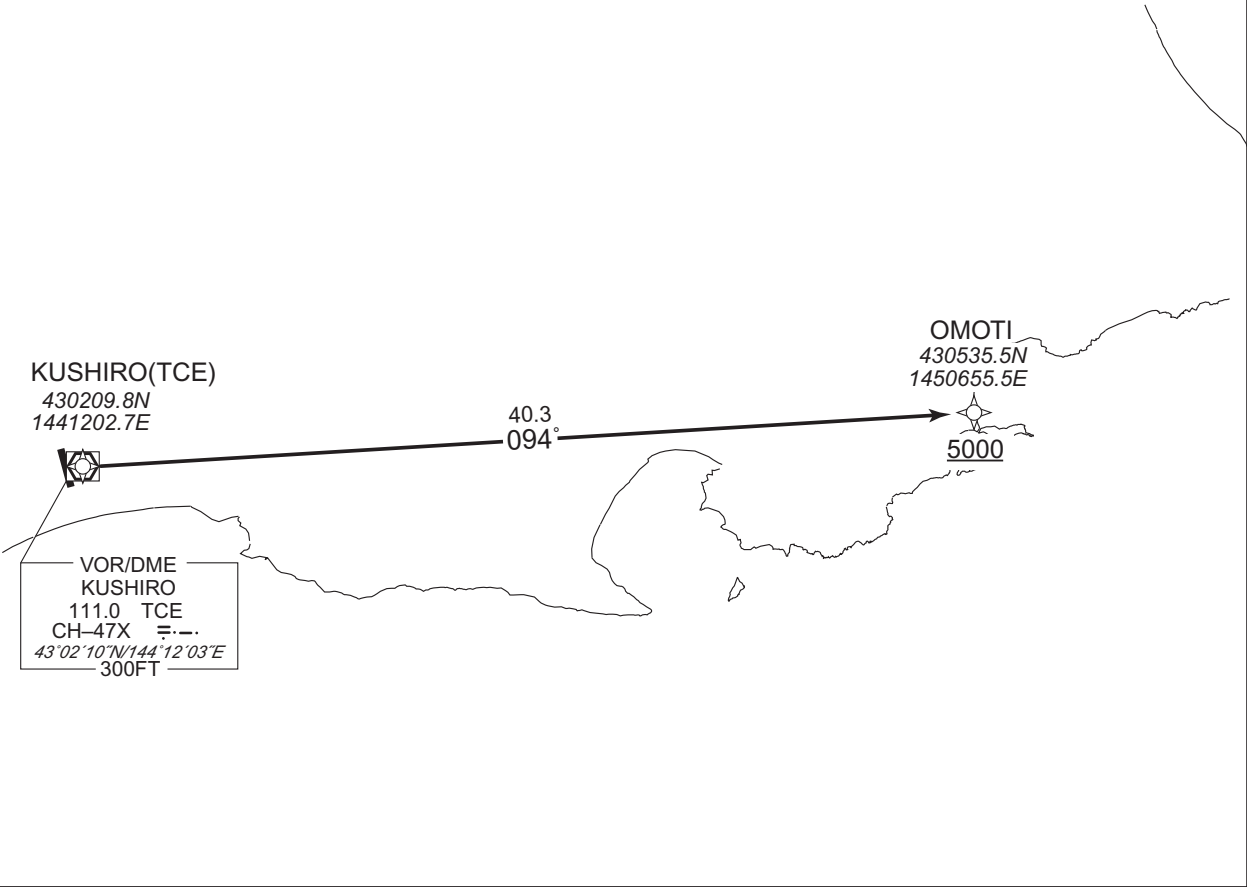 OMOTI
430535.5N
1450655.5E
KUSHIRO(TCE)
430209.8N
1441202.7E
40.3
094°
5000
VOR/DME
KUSHIRO
111.0 TCE
CH–47X
43°02´10˝N/144°12´03˝E
300FT